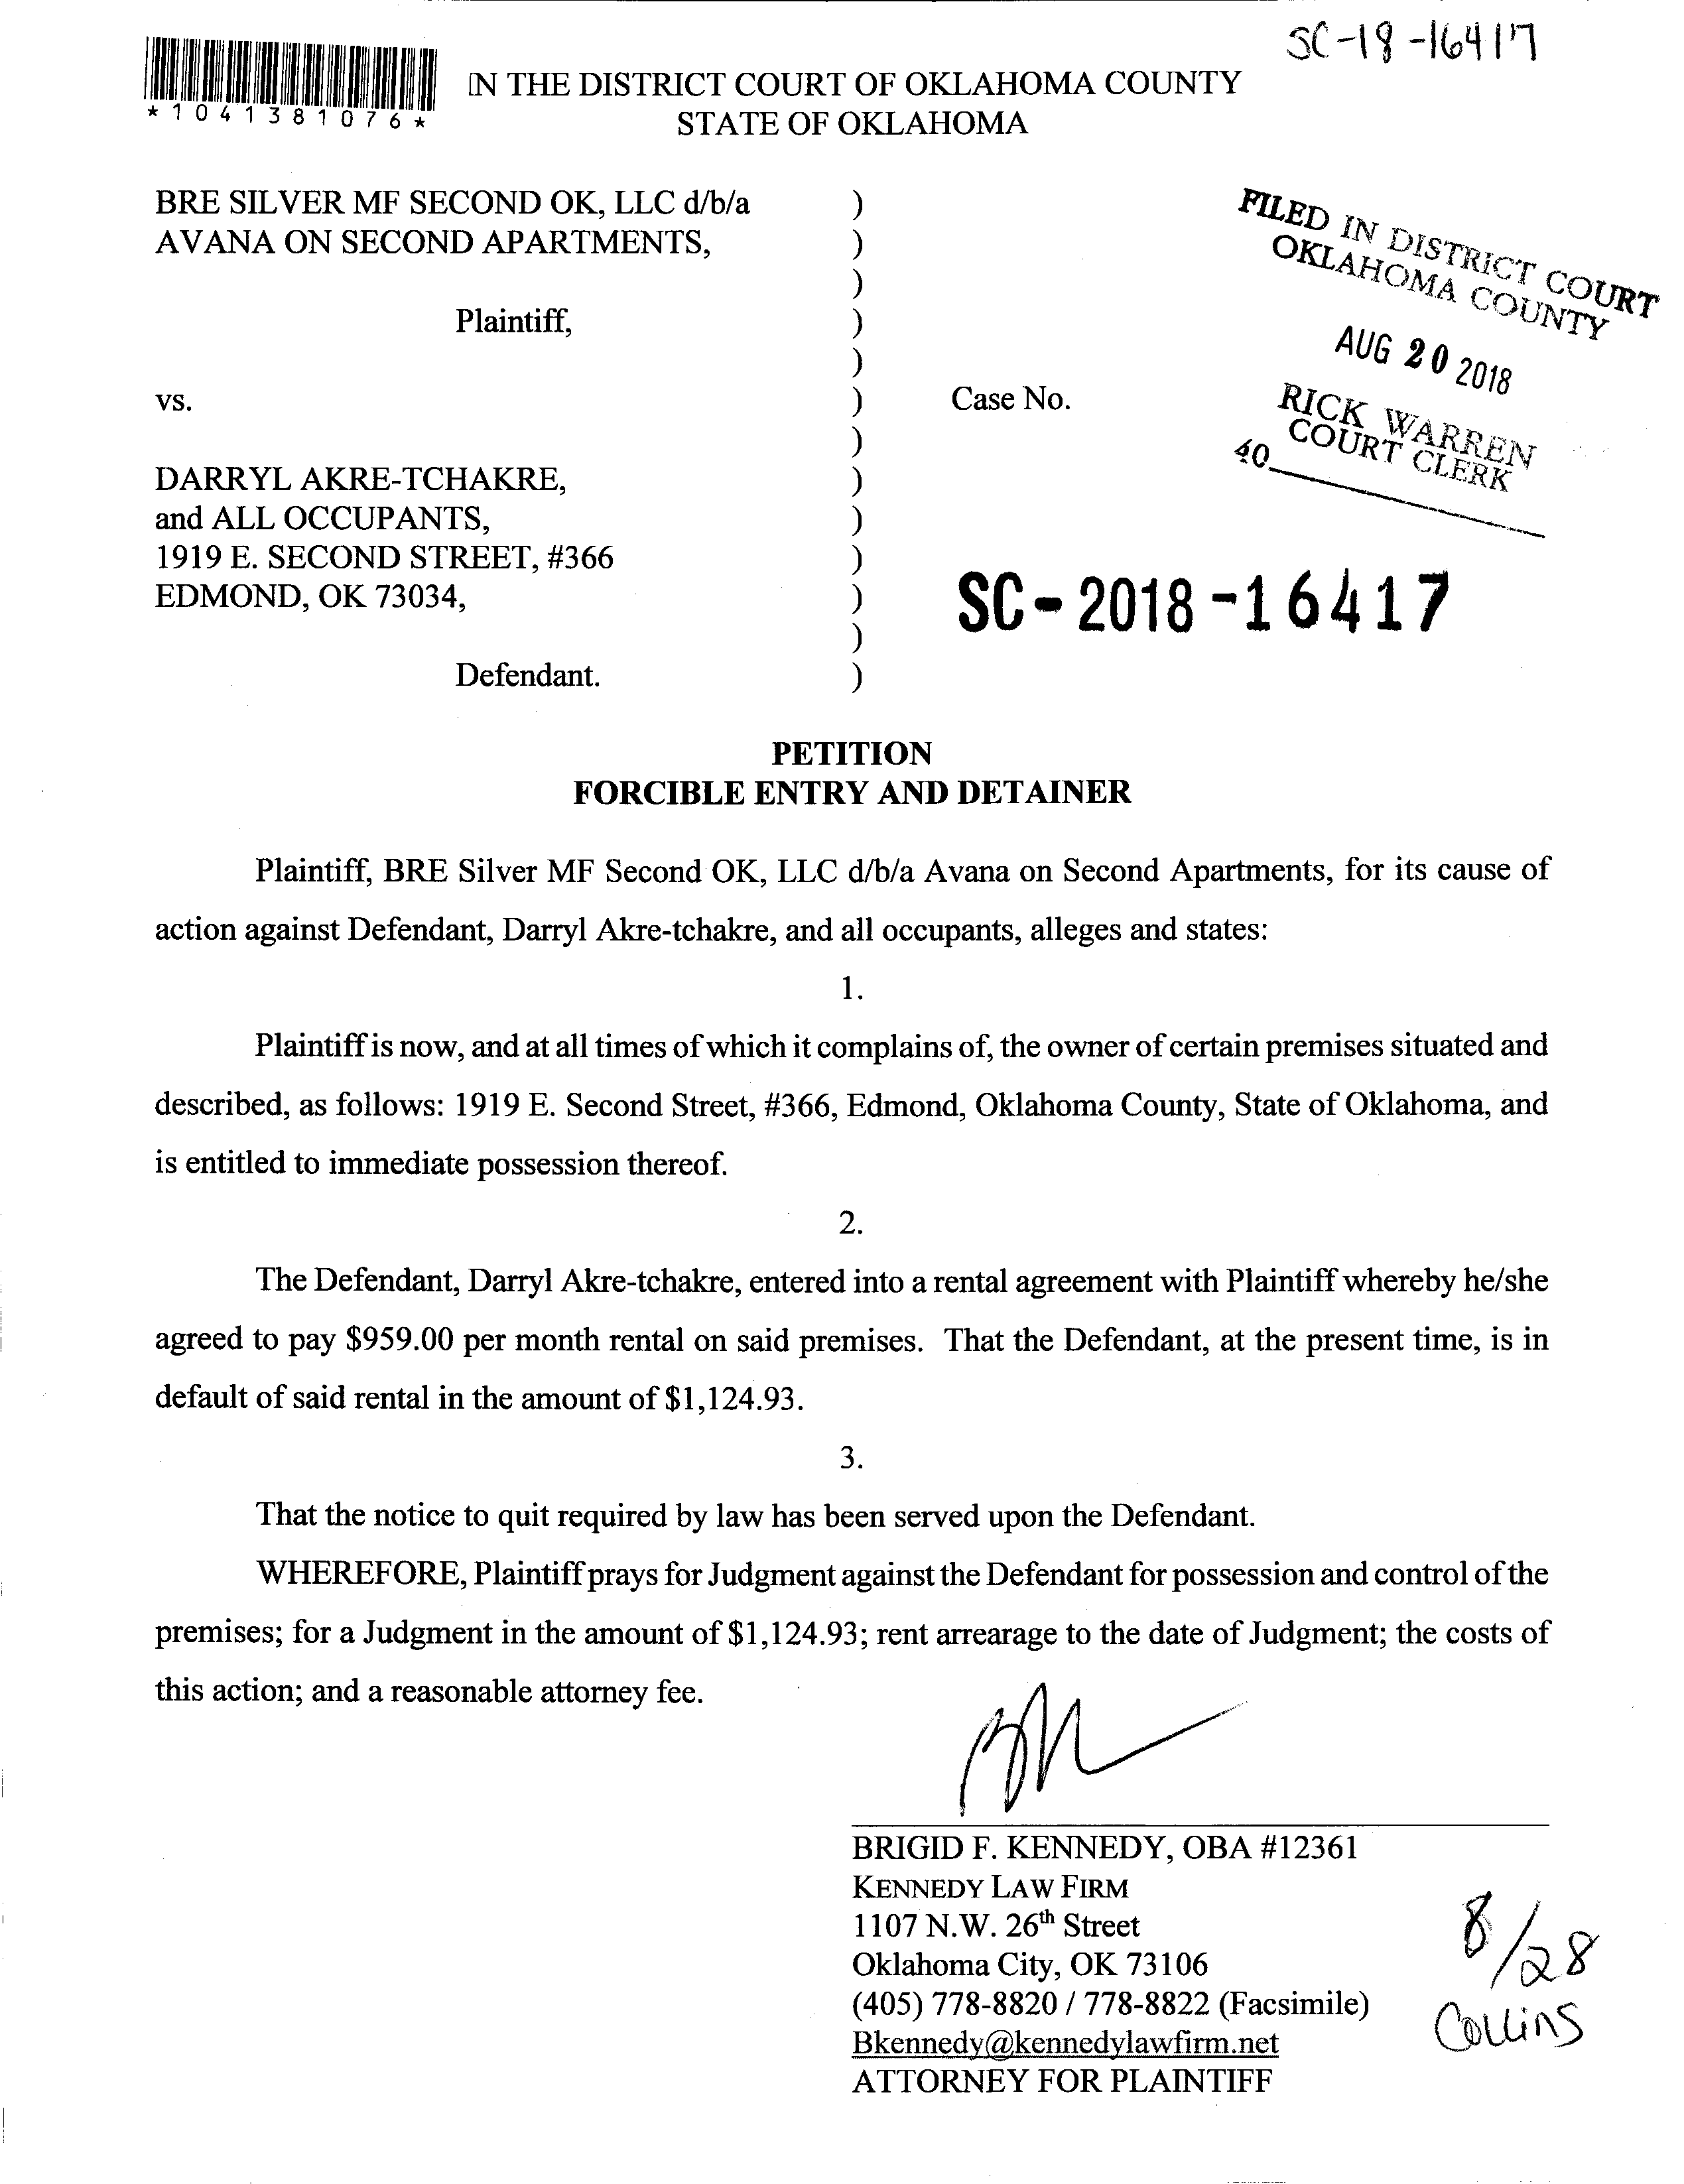 SC-18-16417
*1041381076*
IN THE DISTRICT COURT OF OKLAHOMA COUNTY
STATE OF OKLAHOMA
BRE SILVER MF SECOND OK, LLC d/b/a )
AVANA ON SECOND APARTMENTS, )
)
Plaintiff, )
)
vs. ) Case No.
)
DARRYL AKRE-TCHAKRE, )
and ALL OCCUPANTS, )
1919 E. SECOND STREET, #366 )
EDMOND, OK 73034, )
)
Defendant. )
FILED IN DISTRICT COURT
OKLAHOMA COUNTY
AUG 20 2018
RICK WARREN
COURT CLERK
40
SC-2018-16417
PETITION
FORCIBLE ENTRY AND DETAINER
Plaintiff, BRE Silver MF Second OK, LLC d/b/a Avana on Second Apartments, for its cause of
action against Defendant, Darryl Akre-tchakre, and all occupants, alleges and states:
1.
Plaintiff is now, and at all times of which it complains of, the owner of certain premises situated and
described, as follows: 1919 E. Second Street, #366, Edmond, Oklahoma County, State of Oklahoma, and
is entitled to immediate possession thereof.
2.
The Defendant, Darryl Akre-tchakre, entered into a rental agreement with Plaintiff whereby he/she
agreed to pay $959.00 per month rental on said premises. That the Defendant, at the present time, is in
default of said rental in the amount of $1,124.93.
3.
That the notice to quit required by law has been served upon the Defendant.
WHEREFORE, Plaintiff prays for Judgment against the Defendant for possession and control of the
premises; for a Judgment in the amount of $1,124.93; rent arrearage to the date of Judgment; the costs of
this action; and a reasonable attorney fee.
BRIGID F. KENNEDY, OBA #12361
KENNEDY LAW FIRM
1107 N.W. 26th Street
Oklahoma City, OK 73106
(405) 778-8820 / 778-8822 (Facsimile)
Bkennedy@kennedylawfirm.net
ATTORNEY FOR PLAINTIFF
8/28
Collins